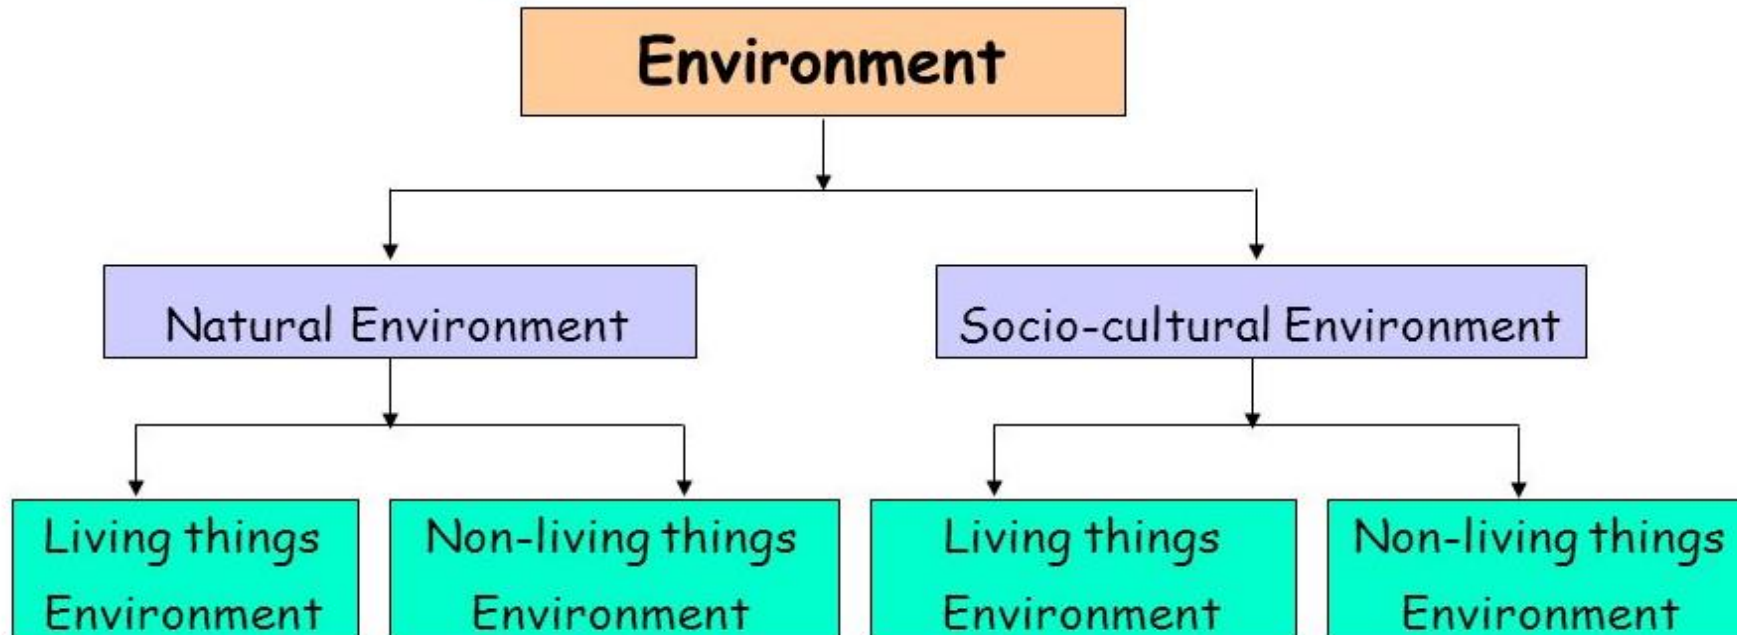 Environment
Natural Environment
Socio-cultural Environment
Living things
Environment
Non-living things
Environment
Living things
Environment
Non-living things
Environment